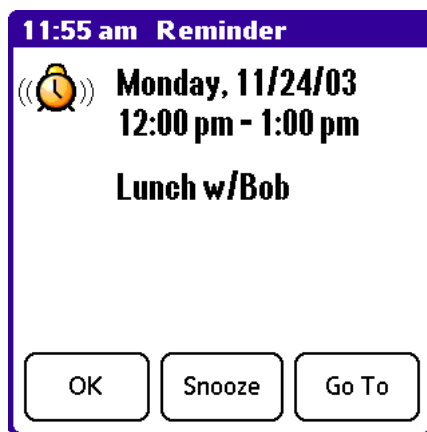 11:55 am Reminder
Monday, 11/24/03
12:00 pm - 1:00 pm
Lunch w/Bob
OK Snooze Go To